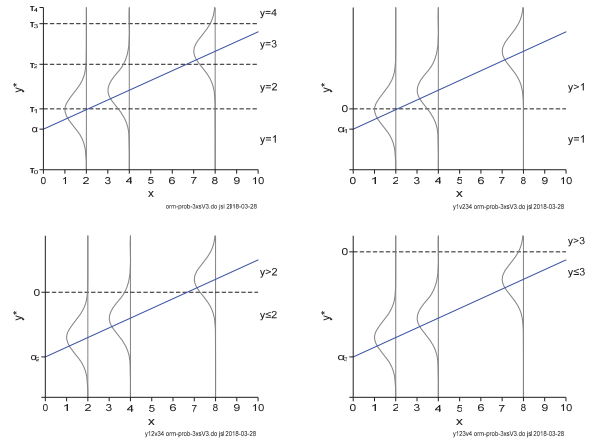 τ4
τ3
y=4
y=3
τ2
y*
y=2
τ1
α
y=1
τ0
0 1 2 3 4 5 6 7 8 9 10
x
orm-prob-3xsV3.do jsl 2018-03-28
y*
y>1
0
α1
y=1
0 1 2 3 4 5 6 7 8 9 10
x
y1v234 orm-prob-3xsV3.do jsl 2018-03-28
y>2
0
y*
y≤2
0 1 2 3 4 5 6 7 8 9 10
x
y12v34 orm-prob-3xsV3.do jsl 2018-03-28
y>3
0
y≤3
y*
0 1 2 3 4 5 6 7 8 9 10
x
y123v4 orm-prob-3xsV3.do jsl 2018-03-28